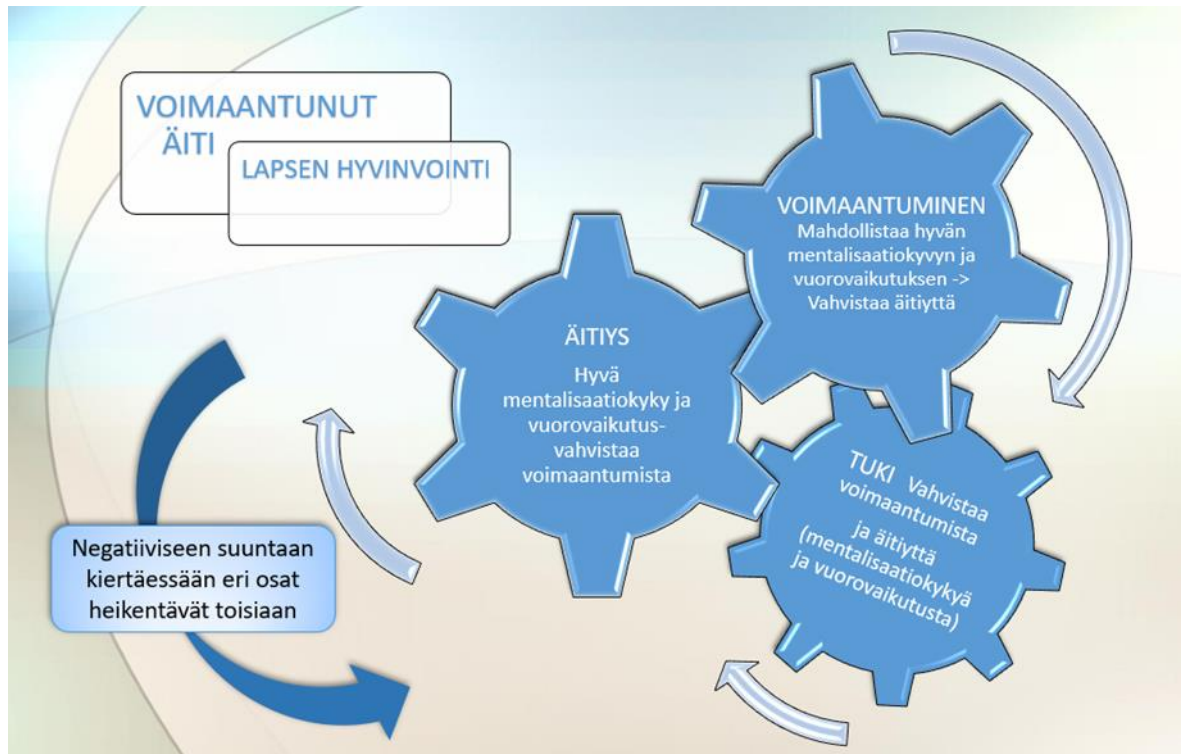 VOIMAANTUNUT
ÄITI
LAPSEN HYVINVOINTI
VOIMAANTUMINEN
Mahdollistaa hyvän
mentalisaatiokyvyn ja
vuorovaikutuksen ->
Vahvistaa äitiyttä
ÄITIYS
Hyvä
mentalisaatiokyky ja
vuorovaikutus-
vahvistaa
voimaantumista
TUKI Vahvistaa
voimaantumista
ja äitiyttä
(mentalisaatiokykyä
ja vuorovaikutusta)
Negatiiviseen suuntaan
kiertäessään eri osat
heikentävät toisiaan